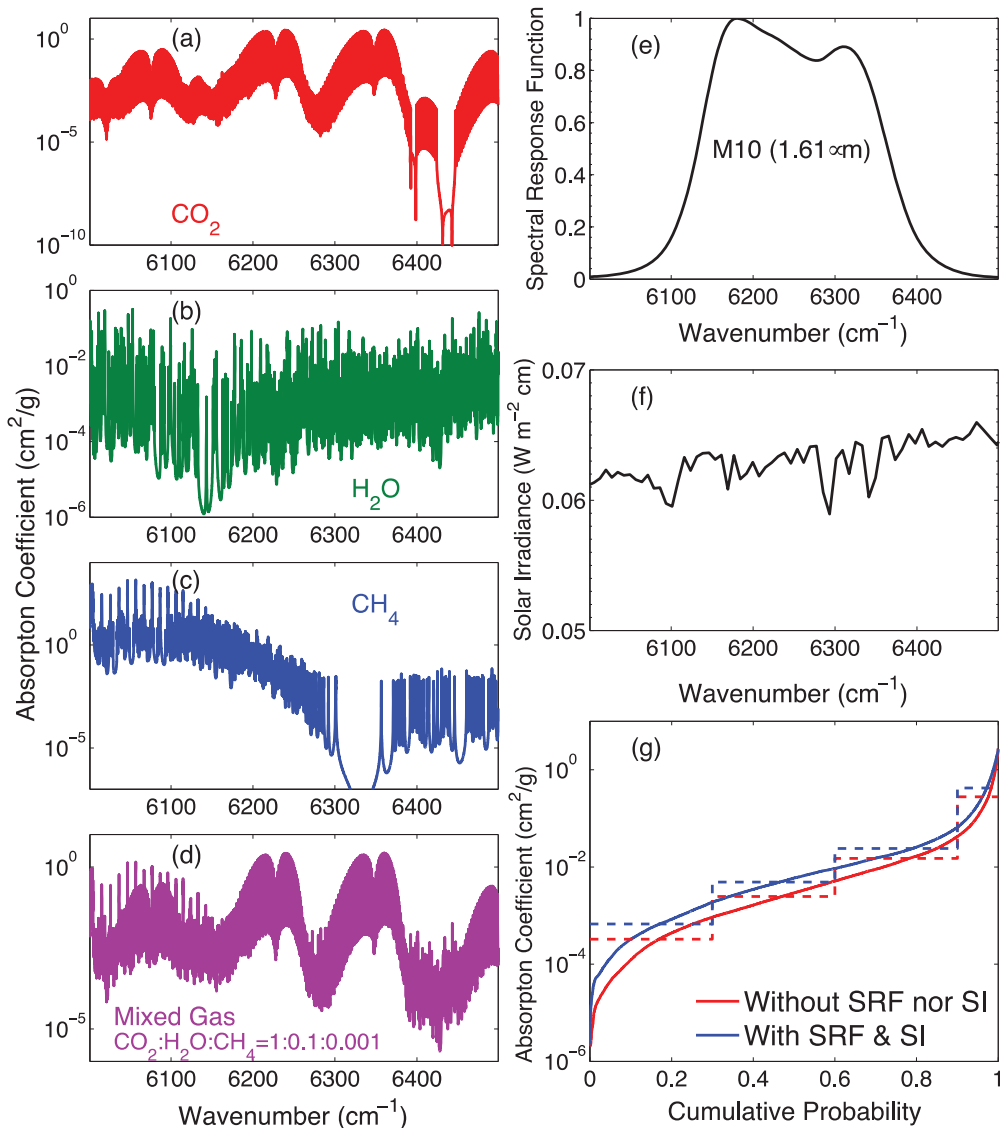 (a)
10^0
10^-5
10^-10
CO2
6100 6200 6300 6400
(b)
10^0
10^-2
10^-4
10^-6
H2O
6100 6200 6300 6400
(c)
10^0
10^-5
CH4
6100 6200 6300 6400
(d)
10^0
10^-5
Mixed Gas
CO2:H2O:CH4=1:0.1:0.001
6100 6200 6300 6400
Wavenumber (cm^-1)
Absorpton Coefficient (cm^2/g)
(e)
Spectral Response Function
1
0.8
0.6
0.4
0.2
0
M10 (1.61∝m)
6100 6200 6300 6400
Wavenumber (cm^-1)
(f)
Solar Irradiance (W m^-2 cm)
0.07
0.06
0.05
6100 6200 6300 6400
Wavenumber (cm^-1)
(g)
Absorpton Coefficient (cm^2/g)
10^0
10^-2
10^-4
10^-6
Without SRF nor SI
With SRF & SI
0 0.2 0.4 0.6 0.8 1
Cumulative Probability